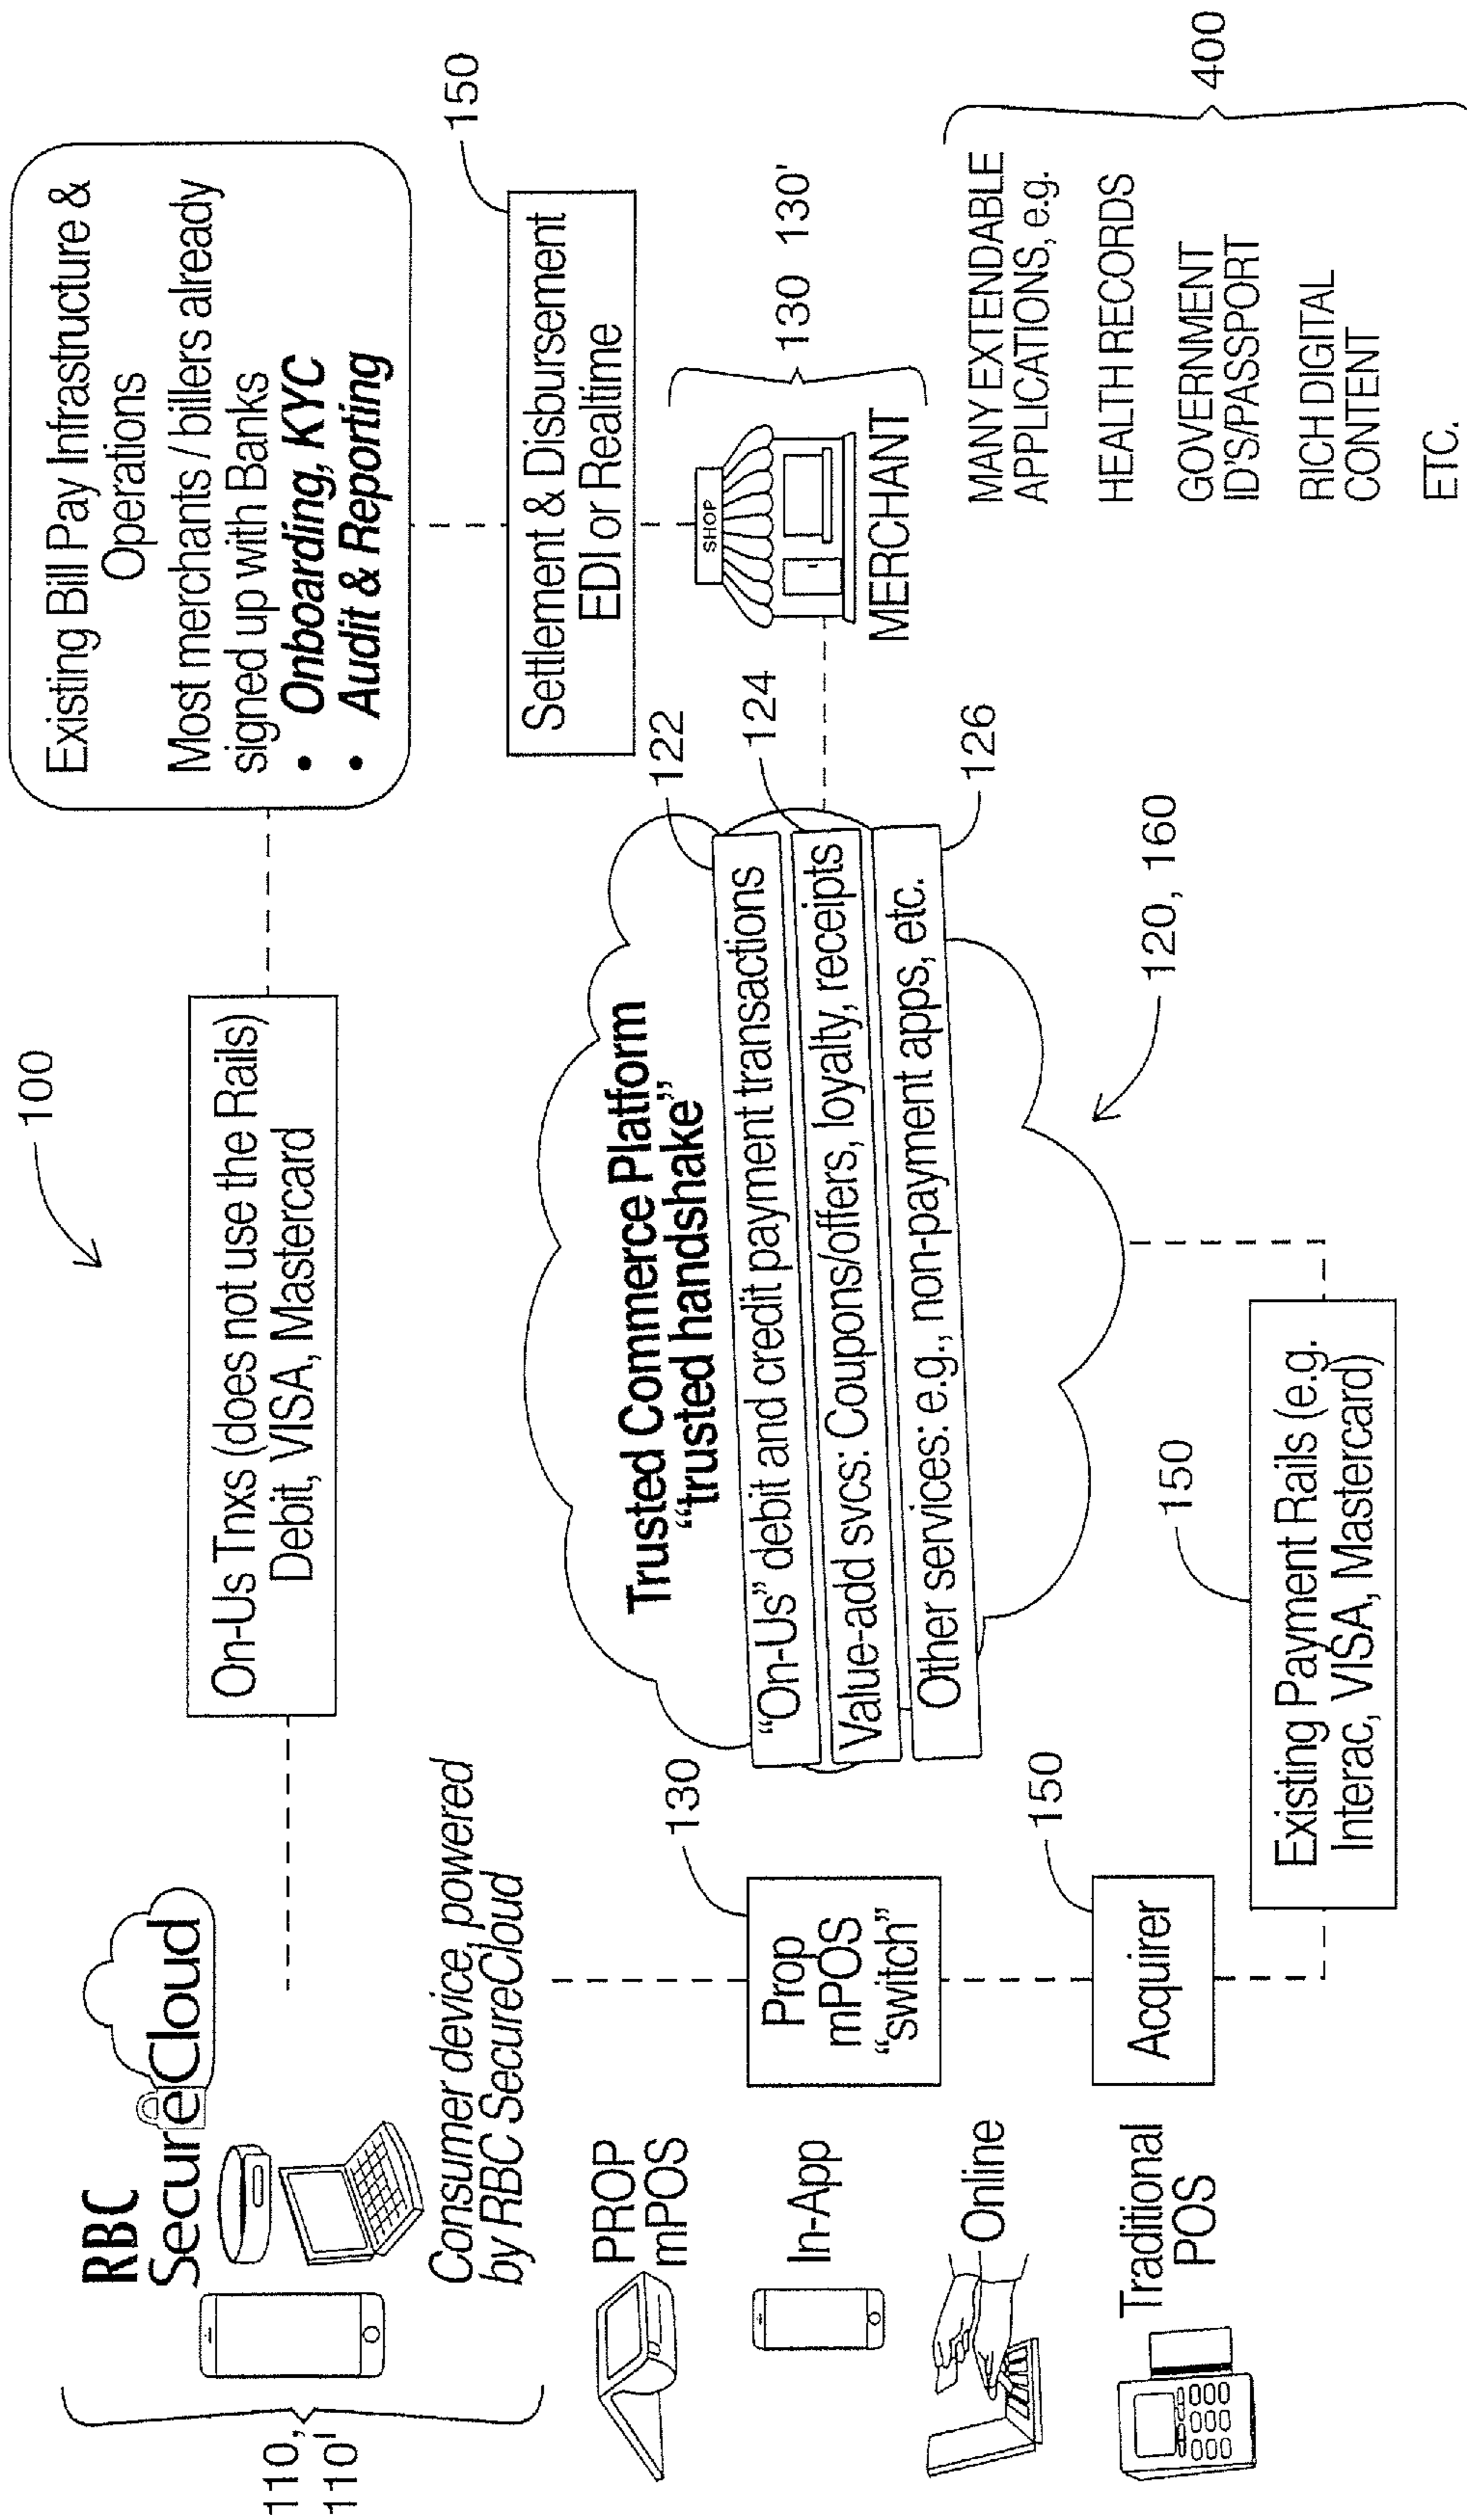 100
RBC
SecureCloud
110,
110'
Consumer device powered
by RBC SecureCloud
On-Us Tnxs (does not use the Rails)
Debit, VISA, Mastercard
Existing Bill Pay Infrastructure &
Operations
Most merchants / billers already
signed up with Banks
• Onboarding, KYC
• Audit & Reporting
150
Settlement & Disbursement
EDI or Realtime
SHOP
MERCHANT
130 130'
PROP
mPOS
In-App
Online
Traditional
POS
130
Prop
mPOS
“switch”
150
Acquirer
Trusted Commerce Platform
“trusted handshake”
“On-Us” debit and credit payment transactions
Value-add svcs: Coupons/offers, loyalty, receipts
Other services: e.g., non-payment apps, etc.
122
124
126
120, 160
150
Existing Payment Rails (e.g.
Interac, VISA, Mastercard)
MANY EXTENDABLE
APPLICATIONS, e.g.
HEALTH RECORDS
GOVERNMENT
ID'S/PASSPORT
RICH DIGITAL
CONTENT
ETC.
400